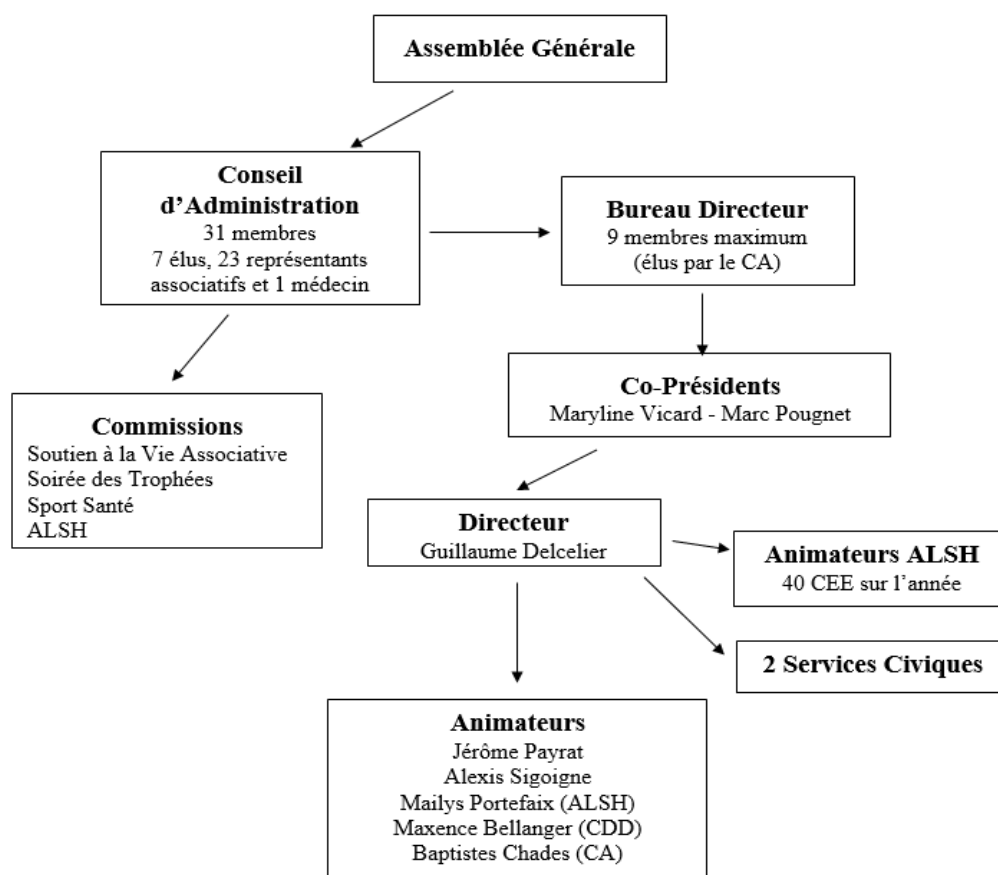 Assemblée Générale
Conseil
d'Administration
31 membres
7 élus, 23 représentants
associatifs et 1 médecin
Bureau Directeur
9 membres maximum
(élus par le CA)
Co-Présidents
Maryline Vicard - Marc Pougnet
Commissions
Soutien à la Vie Associative
Soirée des Trophées
Sport Santé
ALSH
Directeur
Guillaume Delcelier
Animateurs ALSH
40 CEE sur l'année
2 Services Civiques
Animateurs
Jérôme Payrat
Alexis Sigoigne
Mailys Portefaix (ALSH)
Maxence Bellanger (CDD)
Baptistes Chades (CA)